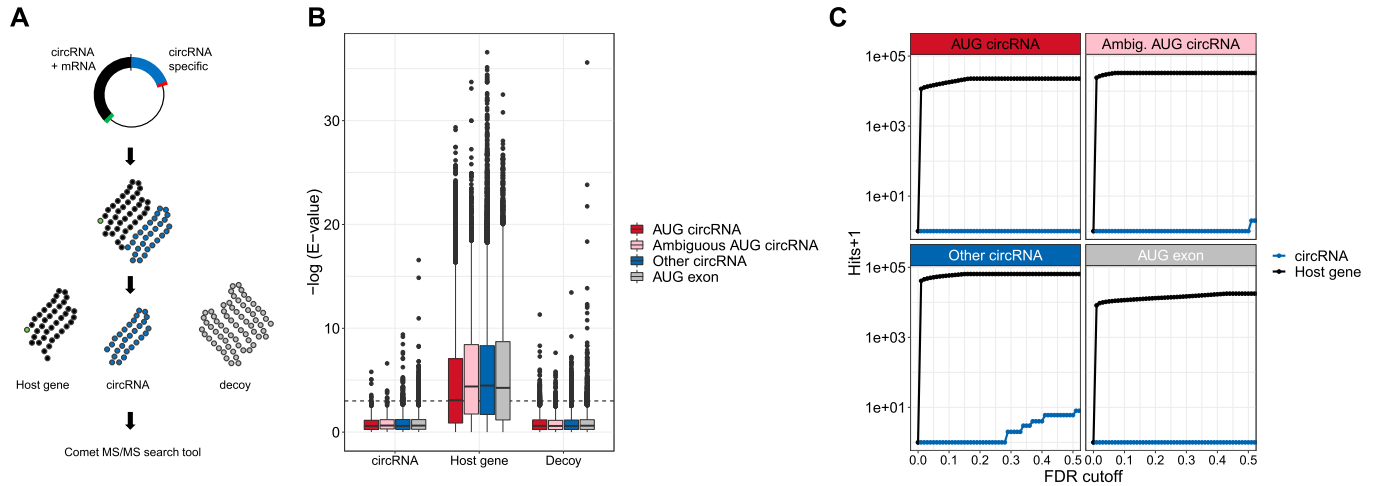 A
circRNA
+ mRNA
circRNA
specific
Host gene
circRNA
decoy
Comet MS/MS search tool
B
−log (E−value)
30
20
10
0
circRNA
Host gene
Decoy
AUG circRNA
Ambiguous AUG circRNA
Other circRNA
AUG exon
C
AUG circRNA
Ambig. AUG circRNA
1e+05
1e+03
1e+01
Other circRNA
AUG exon
1e+05
1e+03
1e+01
Hits+1
0.0 0.1 0.2 0.3 0.4 0.5
0.0 0.1 0.2 0.3 0.4 0.5
FDR cutoff
circRNA
Host gene